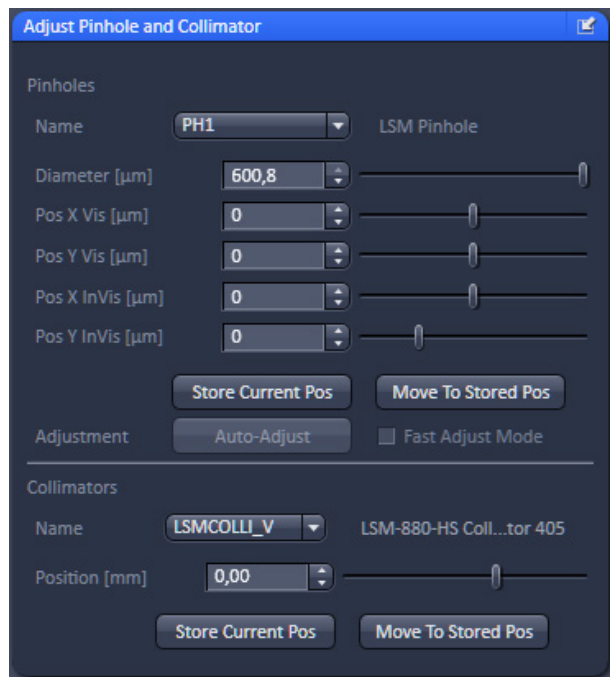 Adjust Pinhole and Collimator
Pinholes
Name PH1 LSM Pinhole
Diameter [µm] 600,8
Pos X Vis [µm] 0
Pos Y Vis [µm] 0
Pos X InVis [µm] 0
Pos Y InVis [µm] 0
Store Current Pos Move To Stored Pos
Adjustment Auto-Adjust Fast Adjust Mode
Collimators
Name LSMCOLLI_V LSM-880-HS Coll...tor 405
Position [mm] 0,00
Store Current Pos Move To Stored Pos